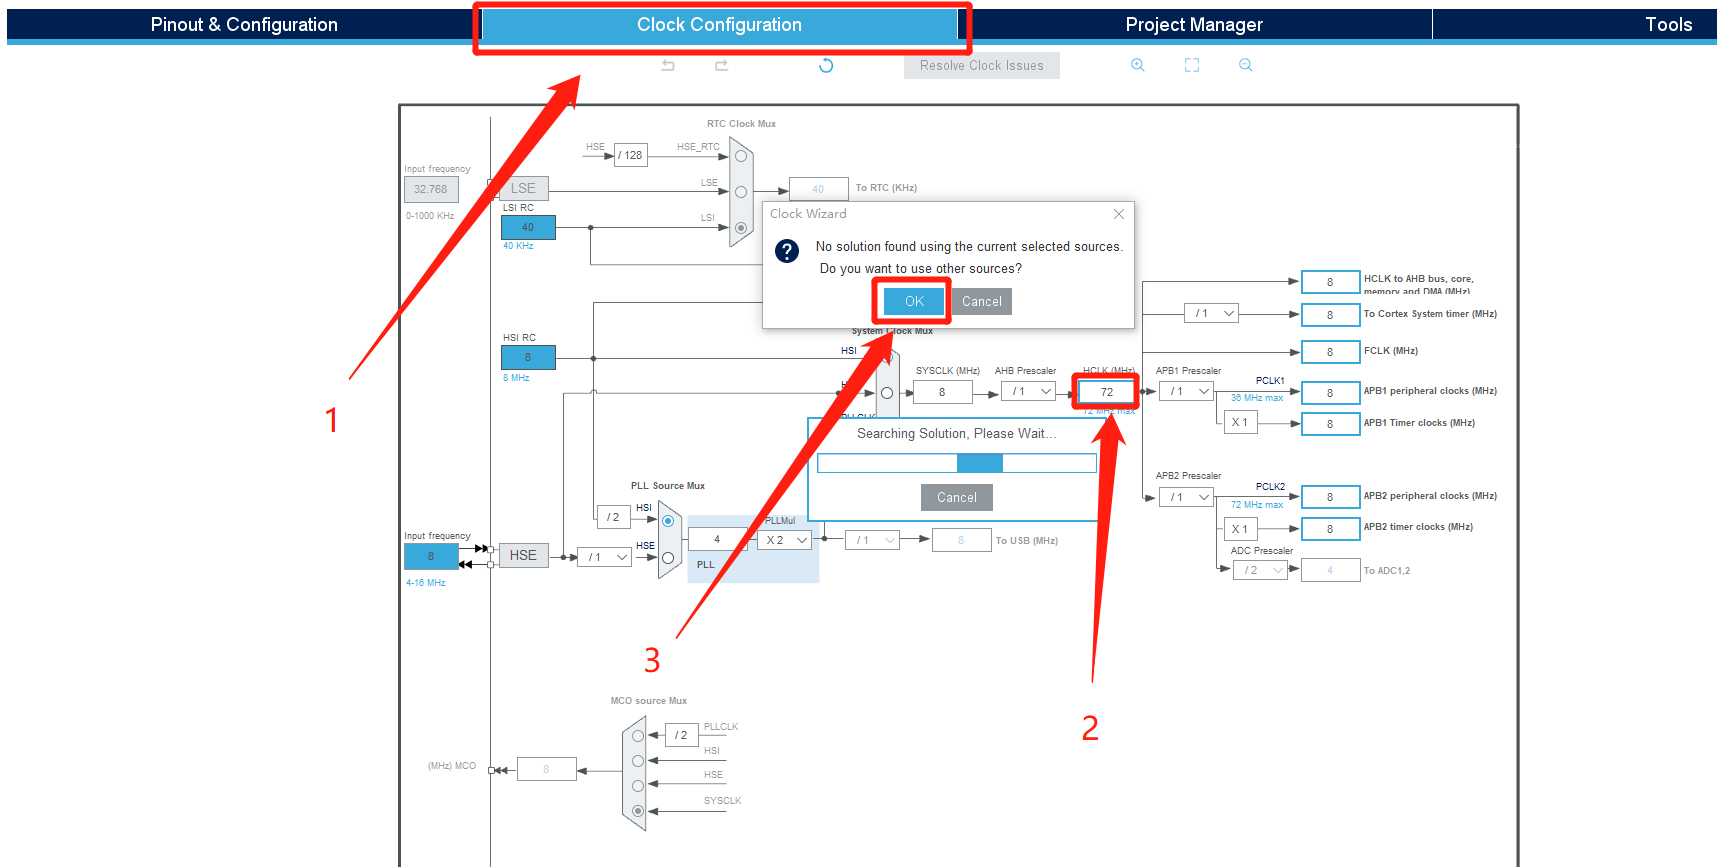 Pinout & Configuration
Clock Configuration
Project Manager
Tools
Resolve Clock Issues
RTC Clock Mux
HSE
/ 128
HSE_RTC
Input frequency
32.768
0-1000 KHz
LSE
LSE
40
To RTC (KHz)
LSI RC
40
40 KHz
LSI
Clock Wizard
?
No solution found using the current selected sources.
Do you want to use other sources?
OK
Cancel
System Clock Mux
8
HCLK to AHB bus, core,
memory and DMA (MHz)
/ 1
8
To Cortex System timer (MHz)
8
FCLK (MHz)
HSI RC
8
8 MHz
HSI
SYSCLK (MHz)
8
AHB Prescaler
/ 1
HCLK (MHz)
72
72 MHz max
APB1 Prescaler
/ 1
PCLK1
36 MHz max
8
APB1 peripheral clocks (MHz)
X 1
8
APB1 Timer clocks (MHz)
Searching Solution, Please Wait...
Cancel
APB2 Prescaler
/ 1
PCLK2
72 MHz max
8
APB2 peripheral clocks (MHz)
X 1
8
APB2 timer clocks (MHz)
ADC Prescaler
/ 2
4
To ADC1,2
PLL Source Mux
/ 2
HSI
Input frequency
8
4-16 MHz
HSE
/ 1
HSE
4
PLL
PLLMul
X 2
/ 1
8
To USB (MHz)
MCO source Mux
/ 2
PLLCLK
HSI
HSE
SYSCLK
(MHz) MCO
8
1
2
3